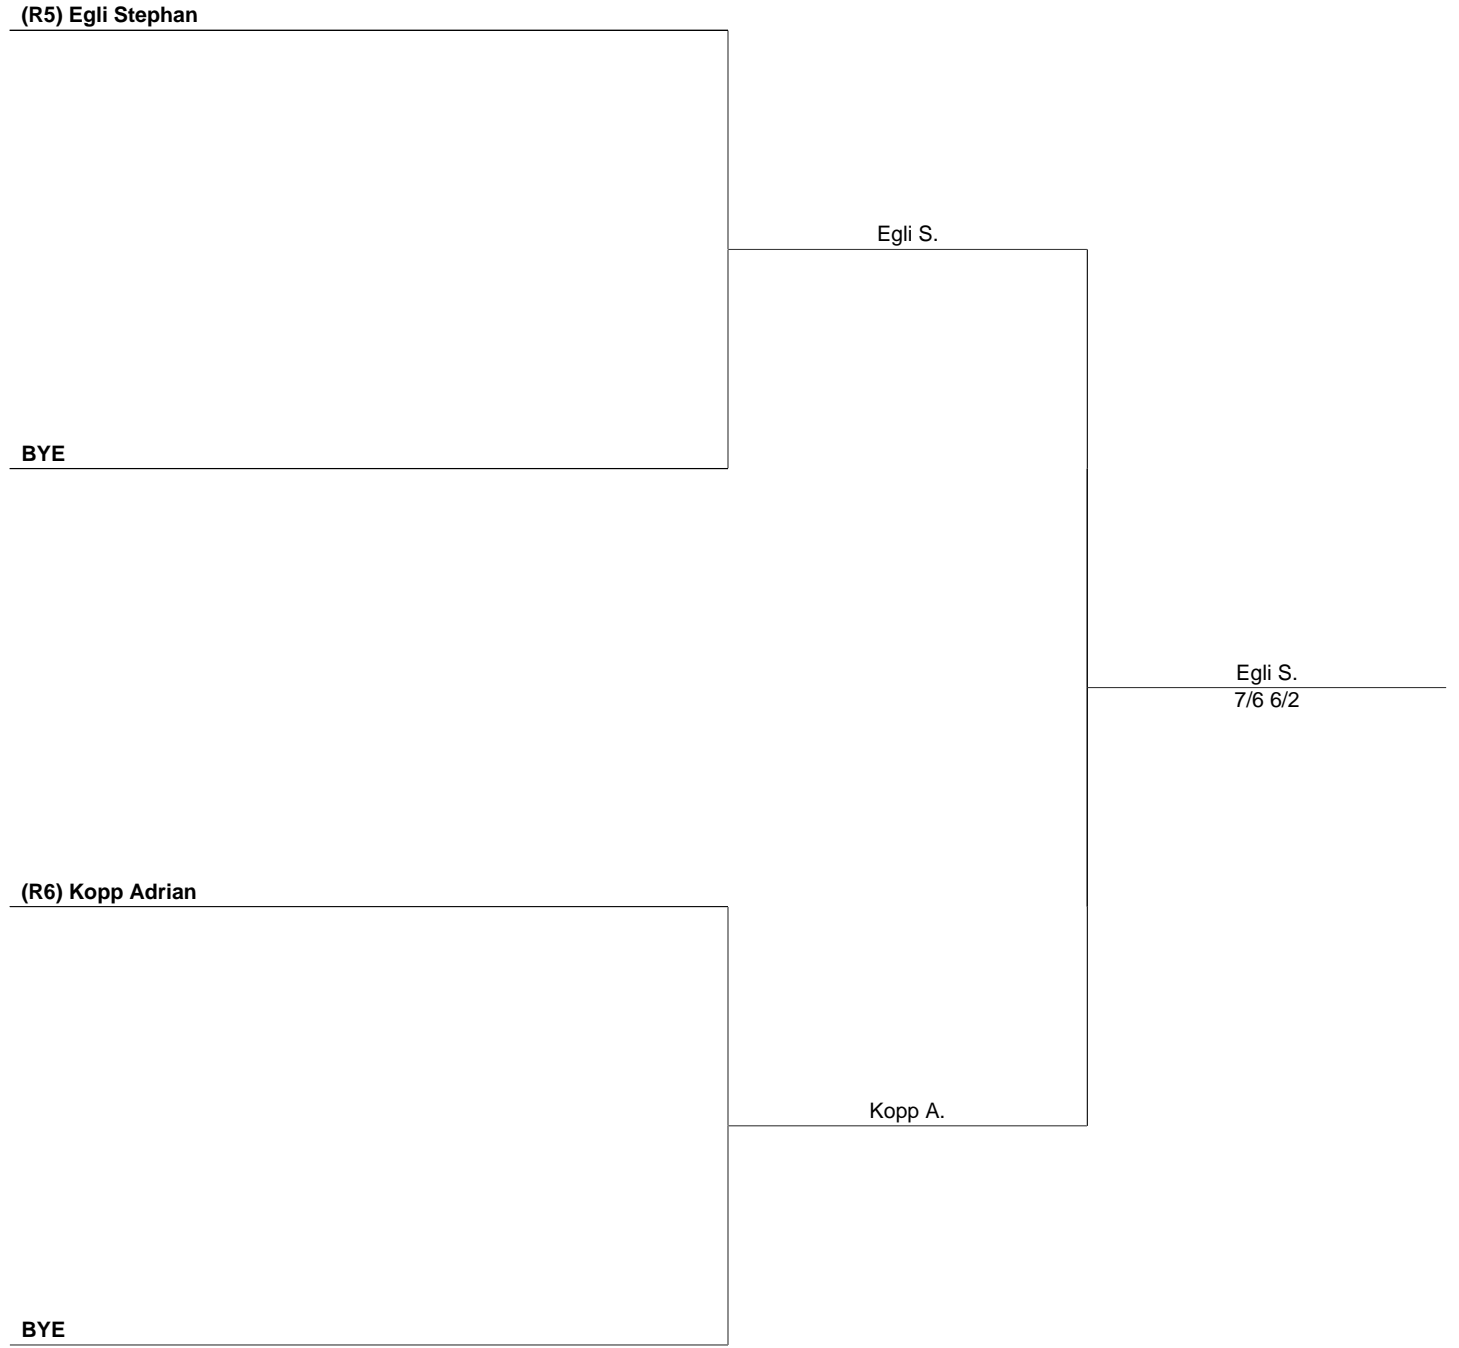 (R5) Egli Stephan
Egli S.
BYE
Egli S.
7/6 6/2
(R6) Kopp Adrian
Kopp A.
BYE